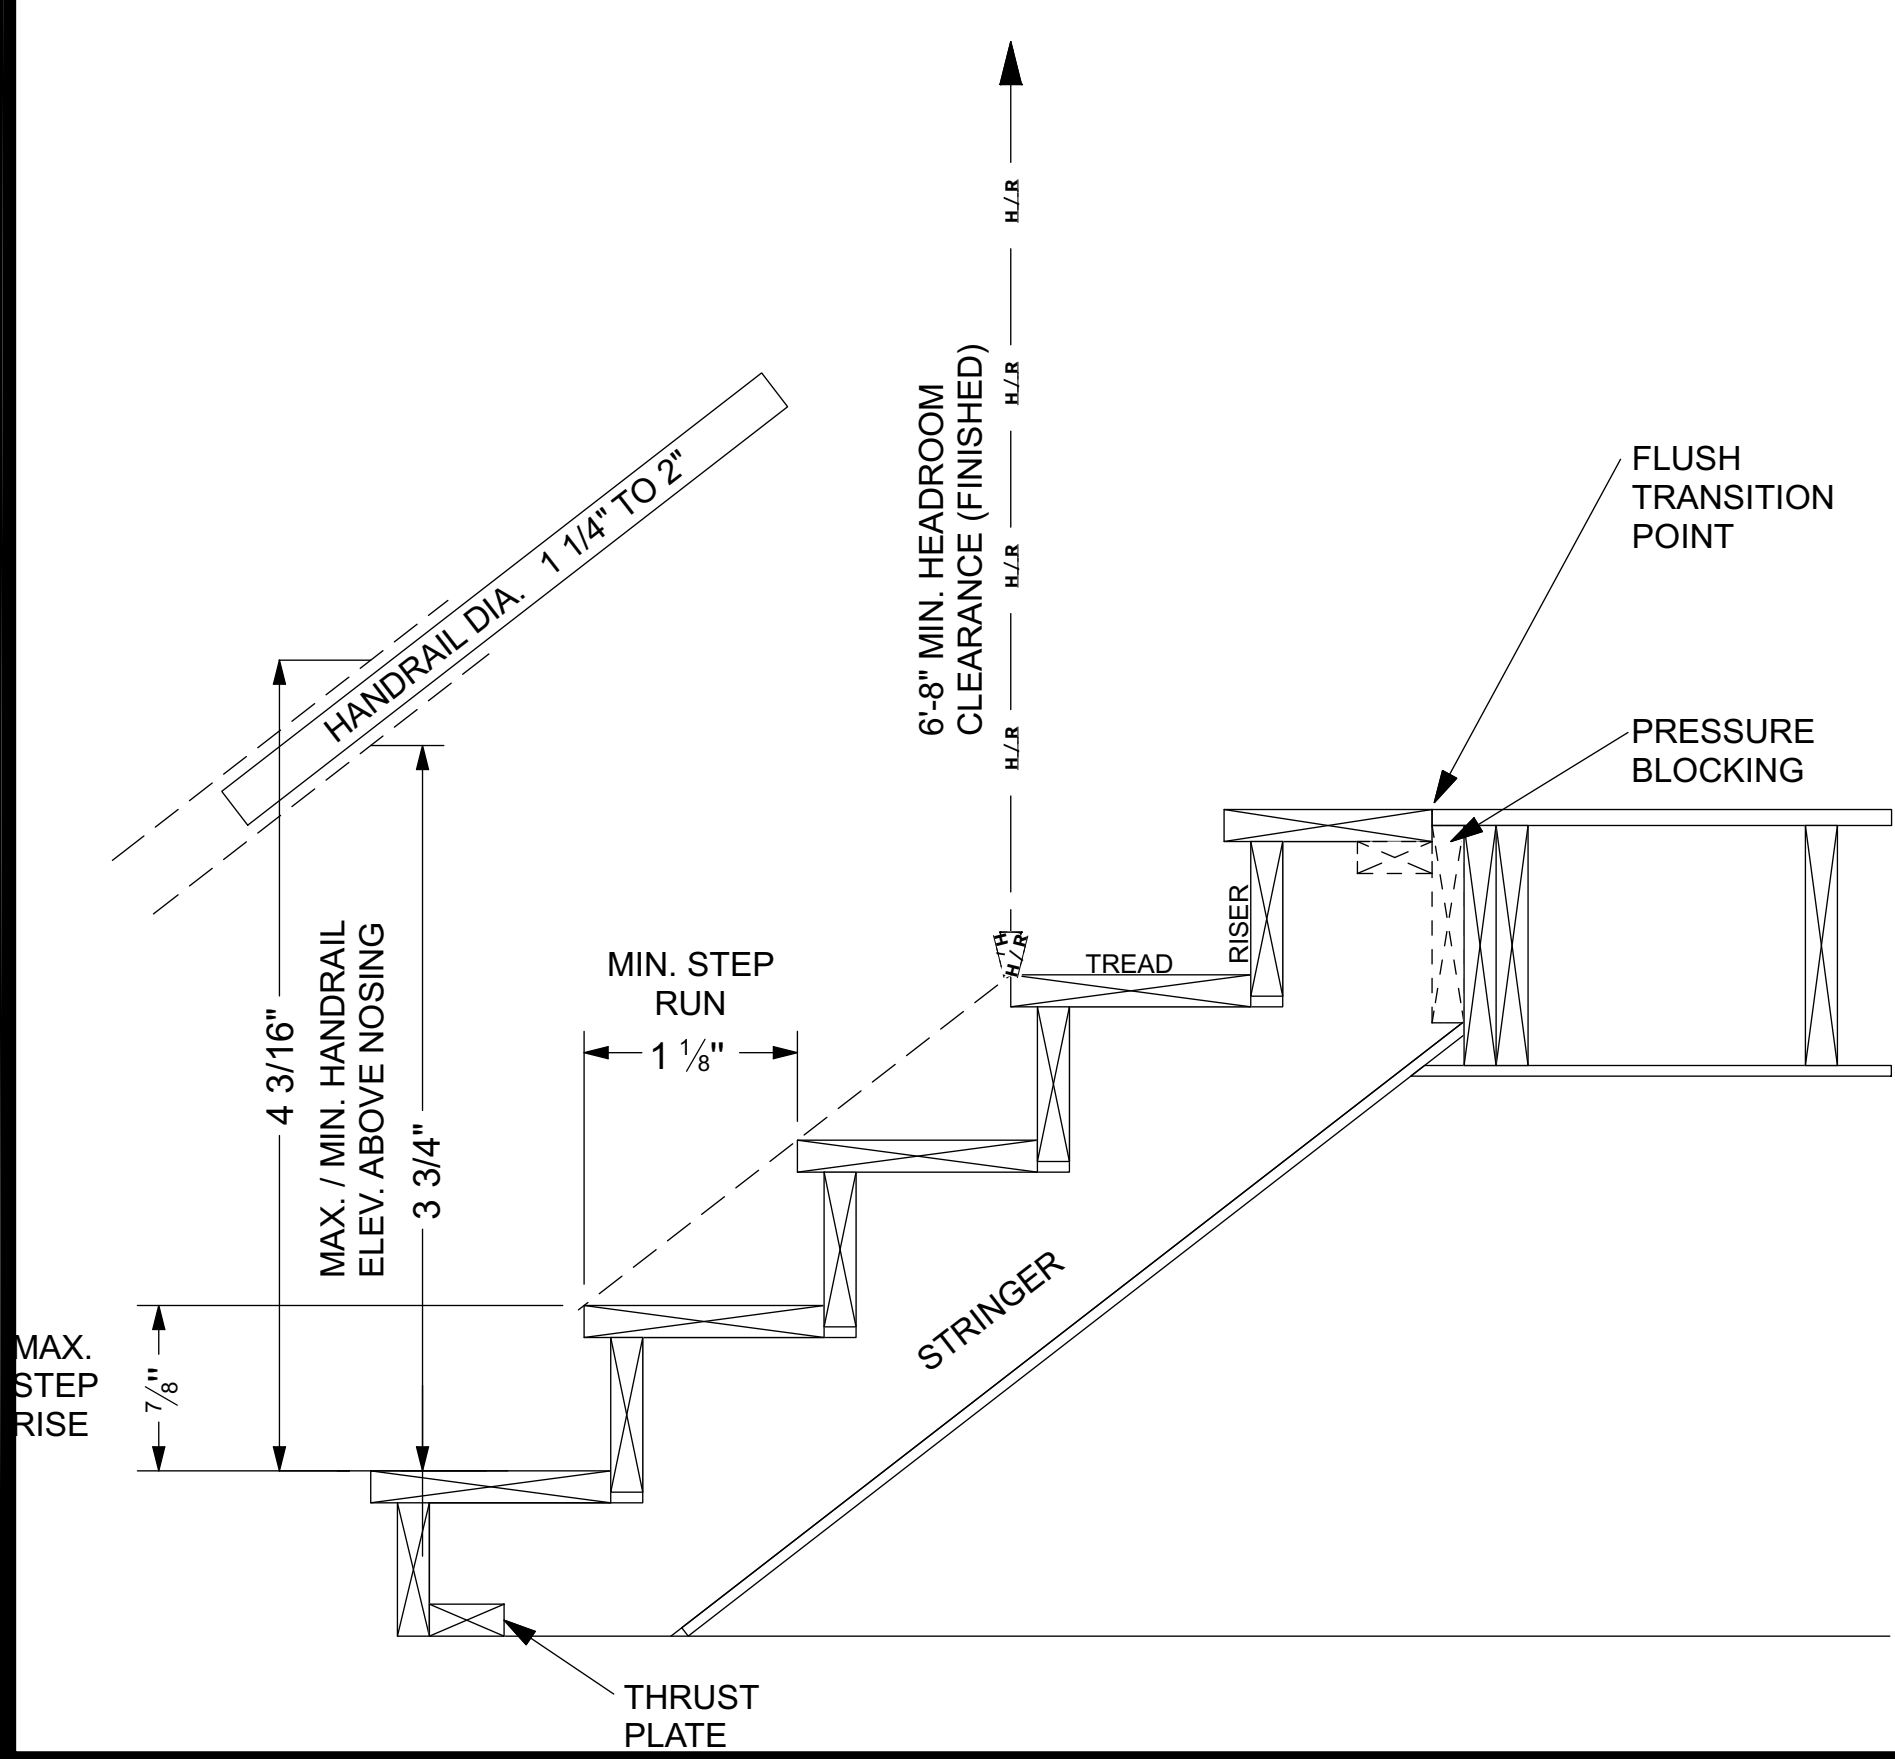 H/R
H/R
H/R
H/R
6'-8" MIN. HEADROOM
CLEARANCE (FINISHED)
HANDRAIL DIA. 1 1/4" TO 2"
FLUSH
TRANSITION
POINT
PRESSURE
BLOCKING
RISER
TREAD
H/R
MIN. STEP
RUN
1 ⅛"
4 3/16"
MAX. / MIN. HANDRAIL
ELEV. ABOVE NOSING
3 3/4"
MAX.
STEP
RISE
⅞"
STRINGER
THRUST
PLATE